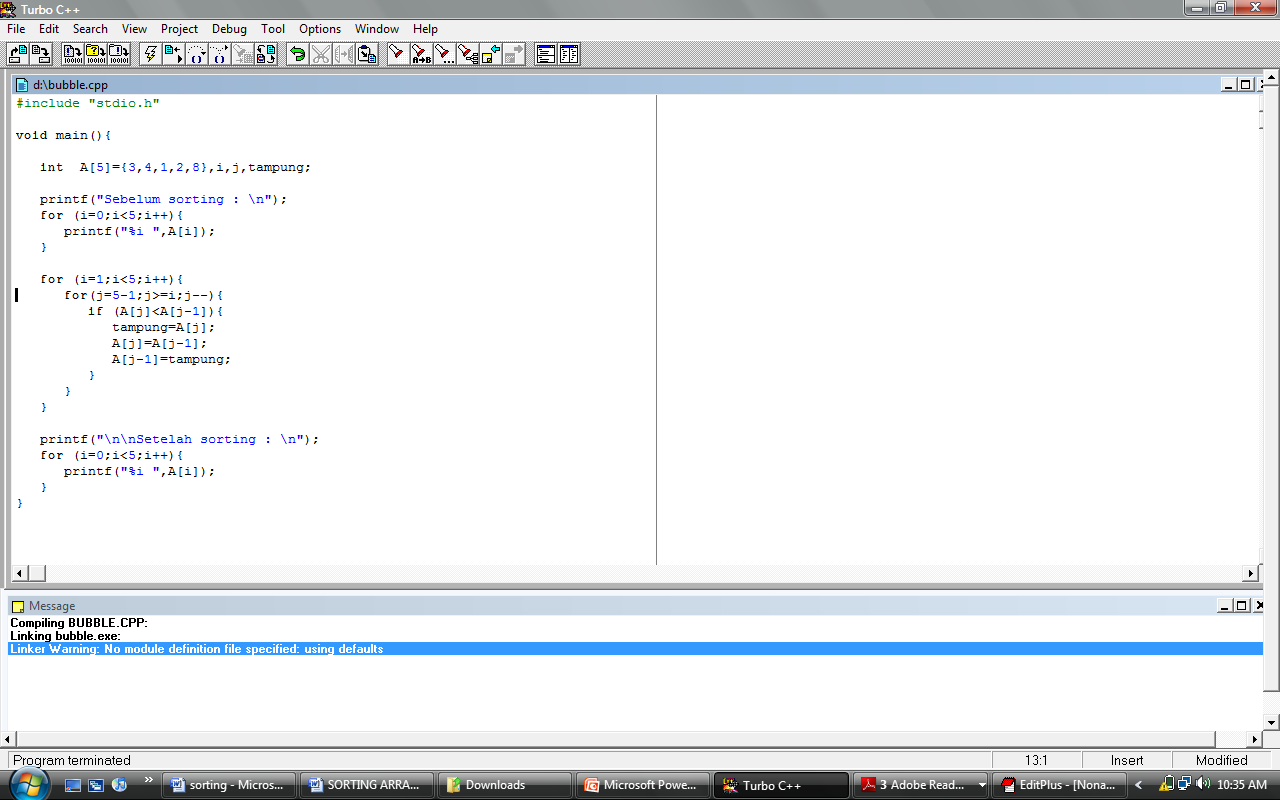 Turbo C++
File Edit Search View Project Debug Tool Options Window Help
d:\bubble.cpp
#include "stdio.h"
void main(){
   int  A[5]={3,4,1,2,8},i,j,tampung;
   printf("Sebelum sorting : \n");
   for (i=0;i<5;i++){
      printf("%i ",A[i]);
   }
   for (i=1;i<5;i++){
      for(j=5-1;j>=i;j--){
         if (A[j]<A[j-1]){
            tampung=A[j];
            A[j]=A[j-1];
            A[j-1]=tampung;
         }
      }
   }
   printf("\n\nSetelah sorting : \n");
   for (i=0;i<5;i++){
      printf("%i ",A[i]);
   }
}
Message
Compiling BUBBLE.CPP:
Linking bubble.exe:
Linker Warning: No module definition file specified: using defaults
Program terminated 13:1 Insert Modified
sorting - Micros... SORTING ARRA... Downloads Microsoft Powe... Turbo C++ 3 Adobe Read... EditPlus - [Nona... 10:35 AM